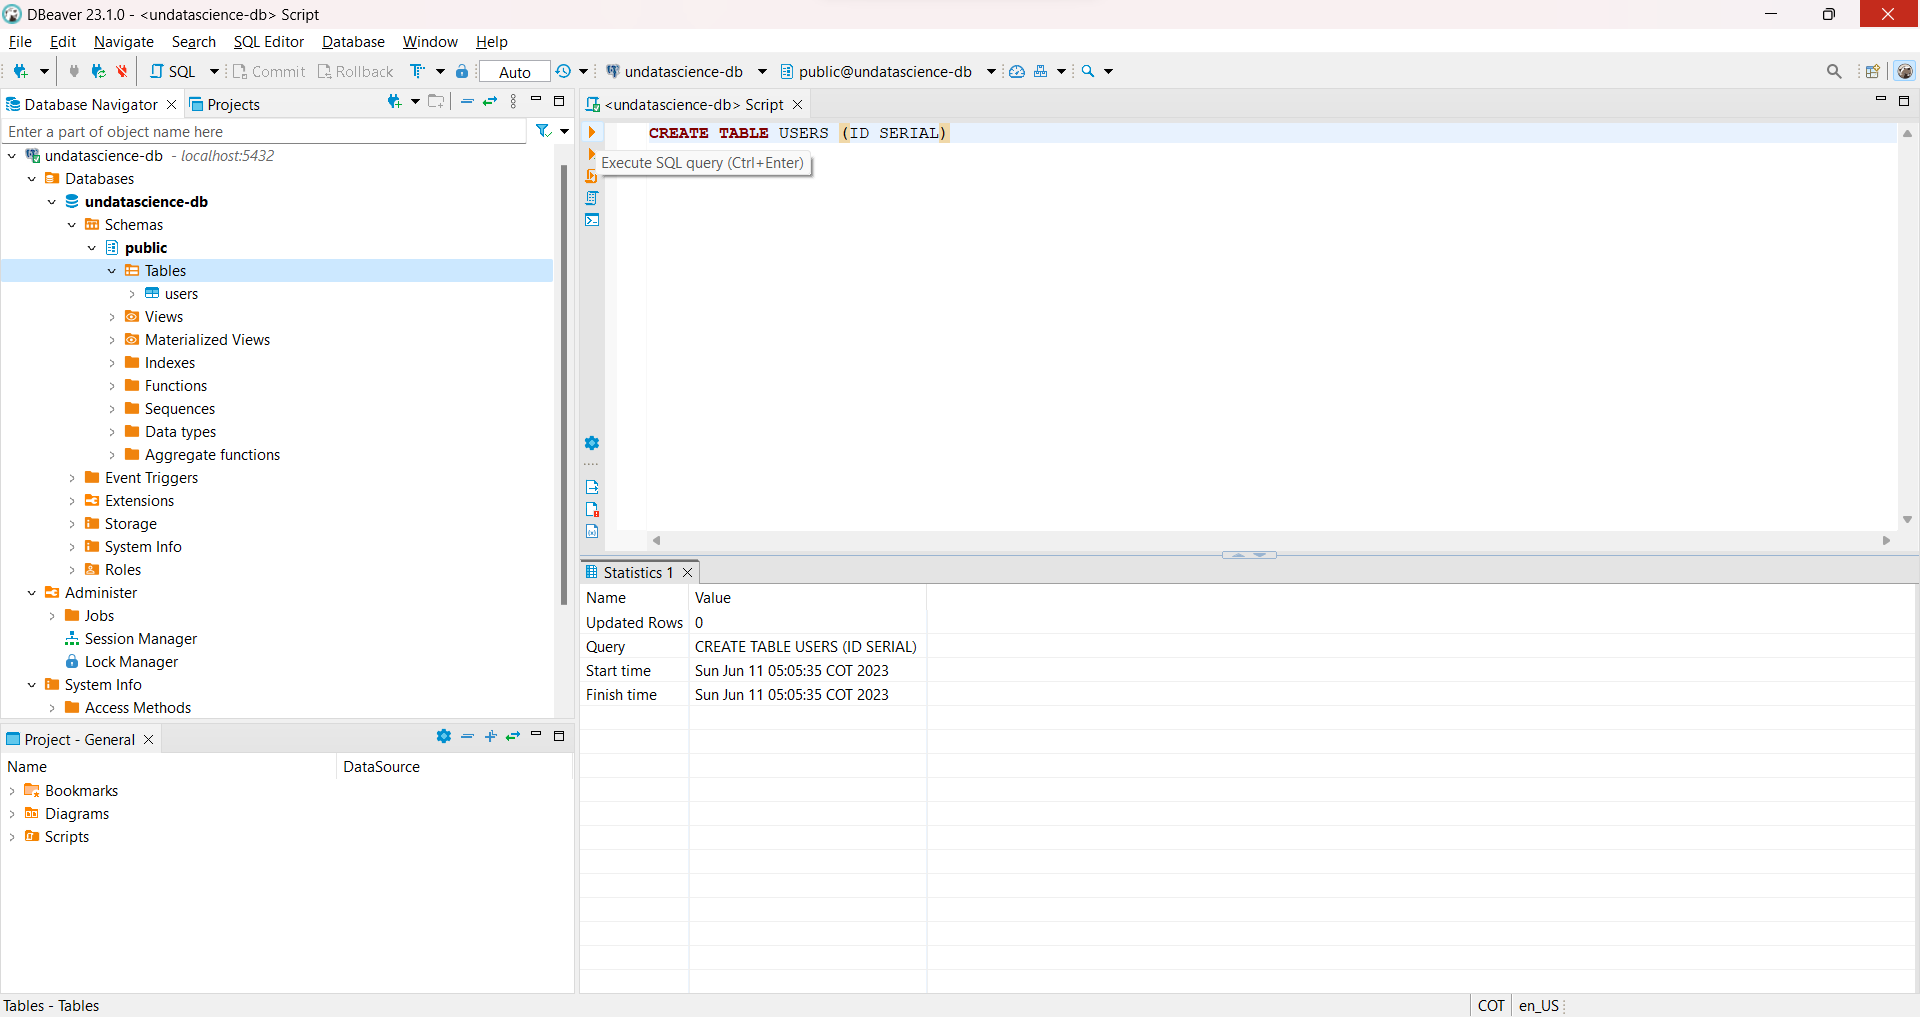 DBeaver 23.1.0 - <undatascience-db> Script
File Edit Navigate Search SQL Editor Database Window Help
SQL Commit Rollback Auto undatascience-db public@undatascience-db
Database Navigator Projects
Enter a part of object name here
undatascience-db - localhost:5432
Databases
undatascience-db
Schemas
public
Tables
users
Views
Materialized Views
Indexes
Functions
Sequences
Data types
Aggregate functions
Event Triggers
Extensions
Storage
System Info
Roles
Administer
Jobs
Session Manager
Lock Manager
System Info
Access Methods
Project - General
Name DataSource
Bookmarks
Diagrams
Scripts
<undatascience-db> Script
CREATE TABLE USERS (ID SERIAL)
Execute SQL query (Ctrl+Enter)
Statistics 1
Name Value
Updated Rows 0
Query CREATE TABLE USERS (ID SERIAL)
Start time Sun Jun 11 05:05:35 COT 2023
Finish time Sun Jun 11 05:05:35 COT 2023
Tables - Tables COT en_US